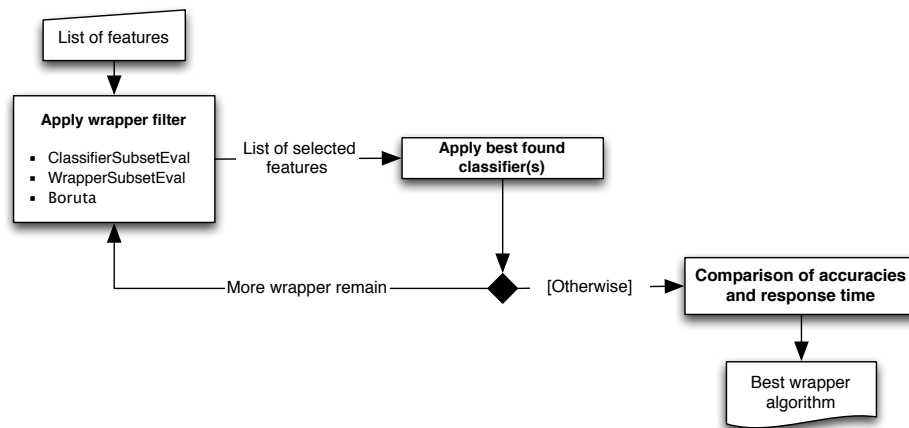 List of features
Apply wrapper filter
▪ ClassifierSubsetEval
▪ WrapperSubsetEval
▪ Boruta
List of selected
features
Apply best found
classifier(s)
More wrapper remain
[Otherwise]
Comparison of accuracies
and response time
Best wrapper
algorithm